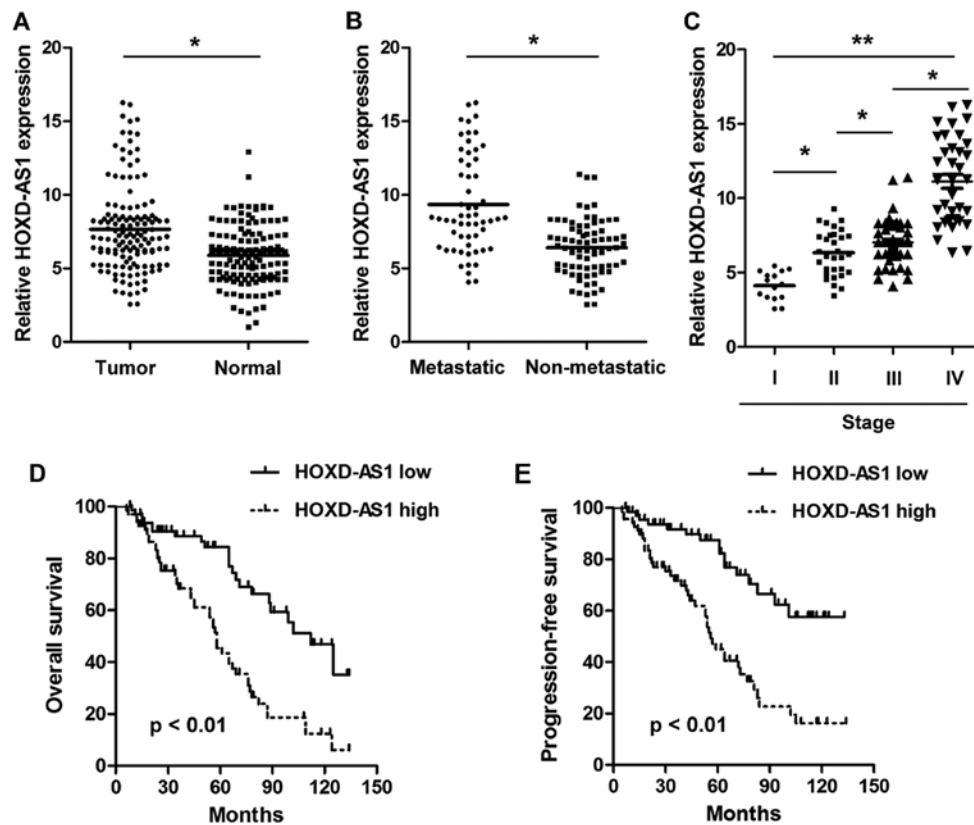 A
Relative HOXD-AS1 expression
20
15
10
5
0
*
Tumor Normal
B
Relative HOXD-AS1 expression
20
15
10
5
0
*
Metastatic Non-metastatic
C
Relative HOXD-AS1 expression
20
15
10
5
0
**
*
*
*
I II III IV
Stage
D
HOXD-AS1 low
HOXD-AS1 high
Overall survival
100
80
60
40
20
0
p < 0.01
0 30 60 90 120 150
Months
E
HOXD-AS1 low
HOXD-AS1 high
Progression-free survival
100
80
60
40
20
0
p < 0.01
0 30 60 90 120 150
Months